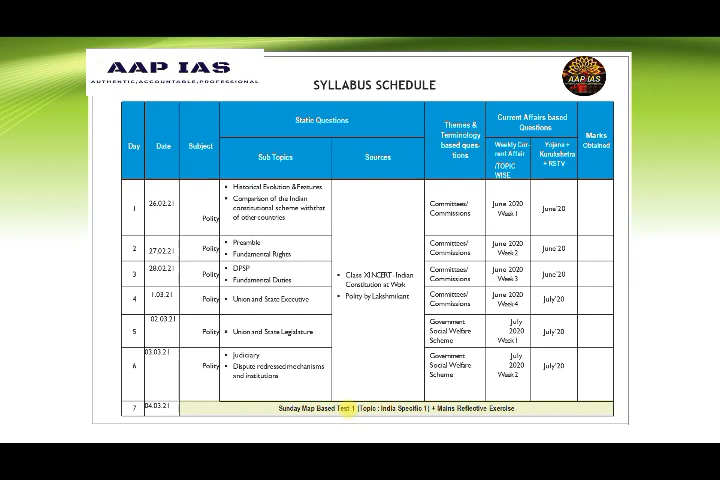 AAP IAS
AUTHENTIC,ACCOUNTABLE,PROFESSIONAL
AAP IAS
SYLLABUS SCHEDULE
Day
Date
Subject
Static Questions
Sub Topics
Sources
Themes &
Terminology
based ques-
tions
Current Affairs based
Questions
Weekly Cur-
rent Affair
/TOPIC
WISE
Yojana +
Kurukshetra
+ RSTV
Marks
Obtained
1
26.02.21
Polity
• Historical Evolution & Features
• Comparison of the Indian
constitutional scheme withthat
of other countries
Committees/
Commissions
June 2020
Week 1
June'20
2
27.02.21
Polity
• Preamble
• Fundamental Rights
Committees/
Commissions
June 2020
Week 2
June'20
3
28.02.21
Polity
• DPSP
• Fundamental Duties
• Class XI NCERT- Indian
Constitution at Work
• Polity by Lakshmikant
Committees/
Commissions
June 2020
Week 3
June'20
4
1.03.21
Polity
• Union and State Executive
Committees/
Commissions
June 2020
Week 4
July'20
5
02.03.21
Polity
• Union and State Legislature
Government
Social Welfare
Scheme
July
2020
Week 1
July'20
6
03.03.21
Polity
• Judiciary
• Dispute redressed mechanisms
and institutions
Government
Social Welfare
Scheme
July
2020
Week 2
July'20
7
04.03.21
Sunday Map Based Test 1 (Topic : India Specific 1) + Mains Reflective Exercise